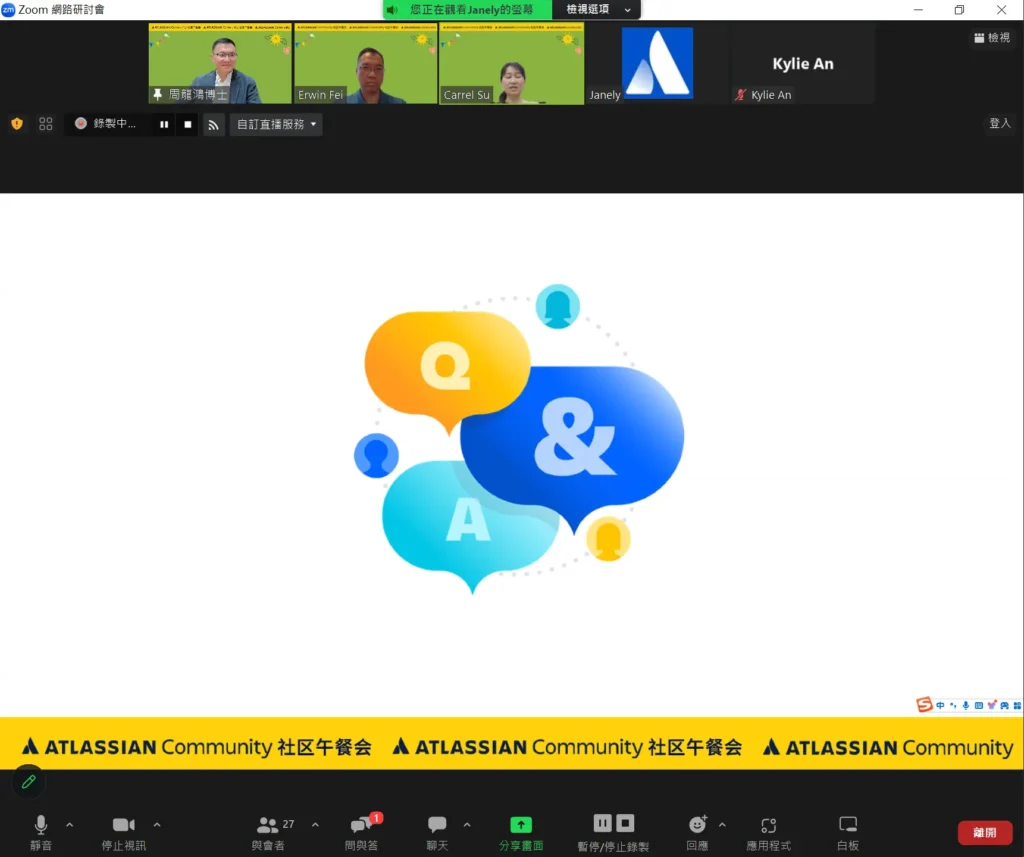 zm Zoom 網路研討會
您正在觀看Janely的螢幕
檢視選項
檢視
周龍鴻博士
Erwin Fei
Carrel Su
Janely
Kylie An
Kylie An
錄製中...
自訂直播服務
登入
Q
&
A
S 中
ATLASSIAN Community 社区午餐会 ATLASSIAN Community 社区午餐会 ATLASSIAN Community
靜音
停止視訊
27
與會者
1
問與答
聊天
分享畫面
暫停/停止錄製
回應
應用程式
白板
離開